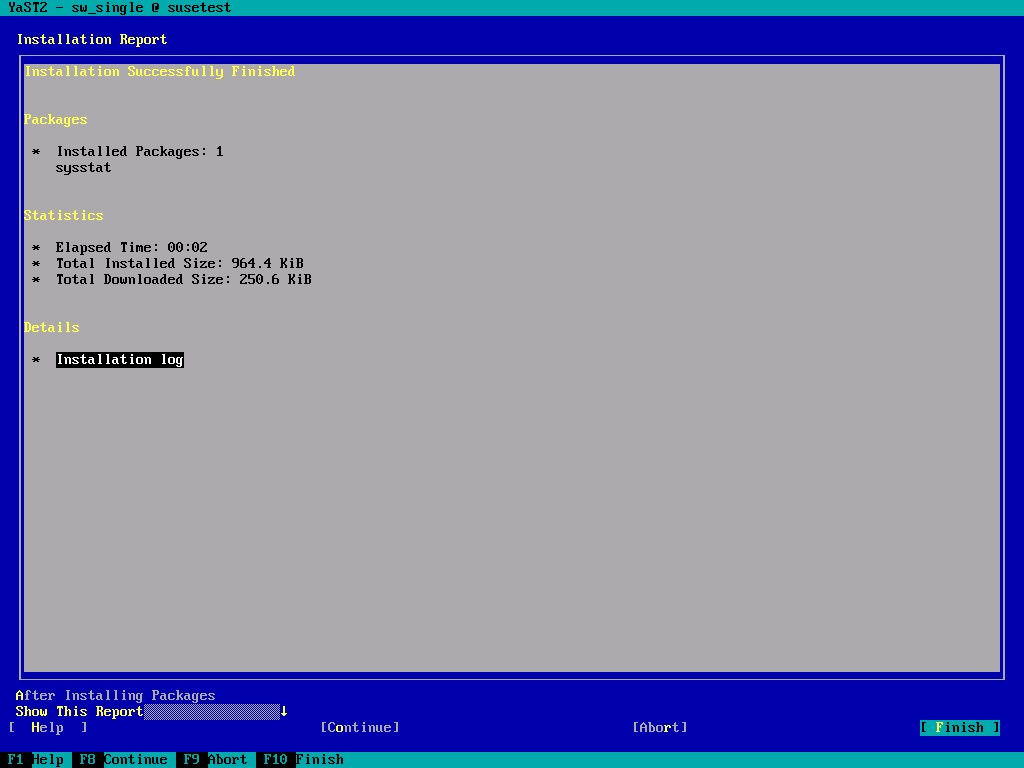 YaST2 - sw_single @ susetest
Installation Report
Installation Successfully Finished
Packages
* Installed Packages: 1
sysstat
Statistics
* Elapsed Time: 00:02
* Total Installed Size: 964.4 KiB
* Total Downloaded Size: 250.6 KiB
Details
* Installation log
After Installing Packages
Show This Report↓
[ Help ] [Continue] [Abort] [ Finish ]
F1 Help F8 Continue F9 Abort F10 Finish